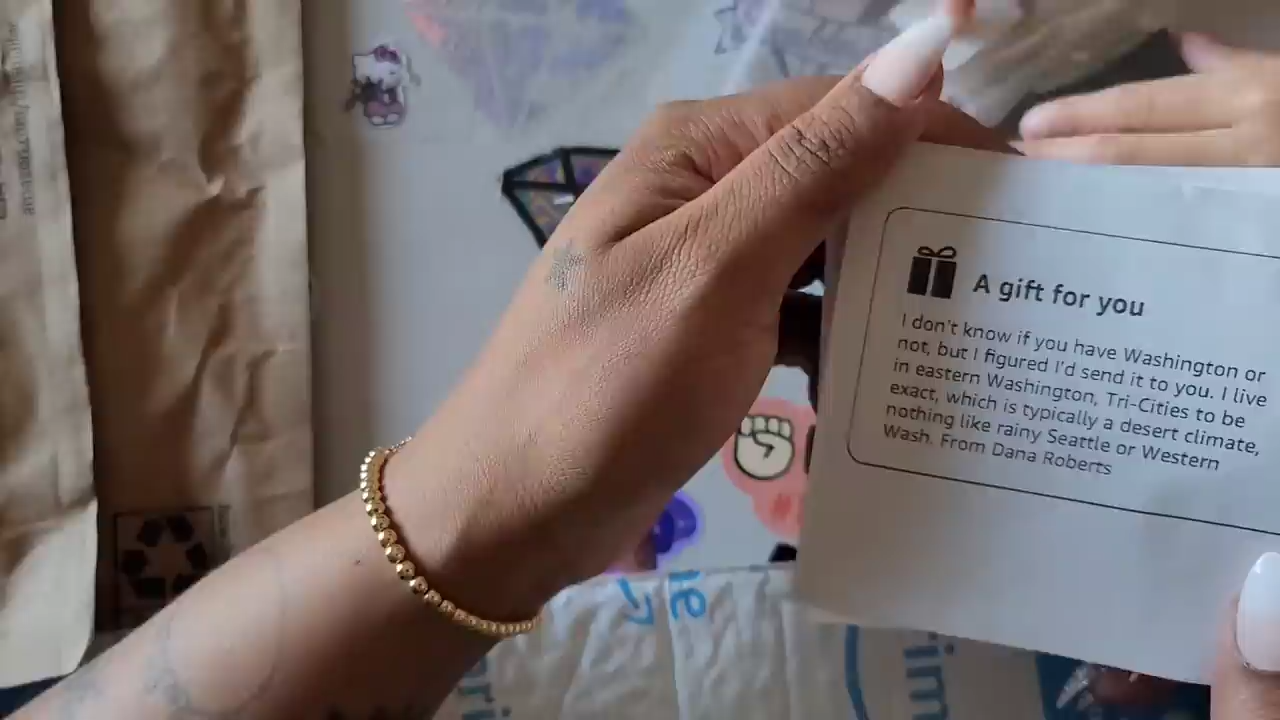 A gift for you
I don't know if you have Washington or
not, but I figured I'd send it to you. I live
in eastern Washington, Tri-Cities to be
exact, which is typically a desert climate,
nothing like rainy Seattle or Western
Wash. From Dana Roberts